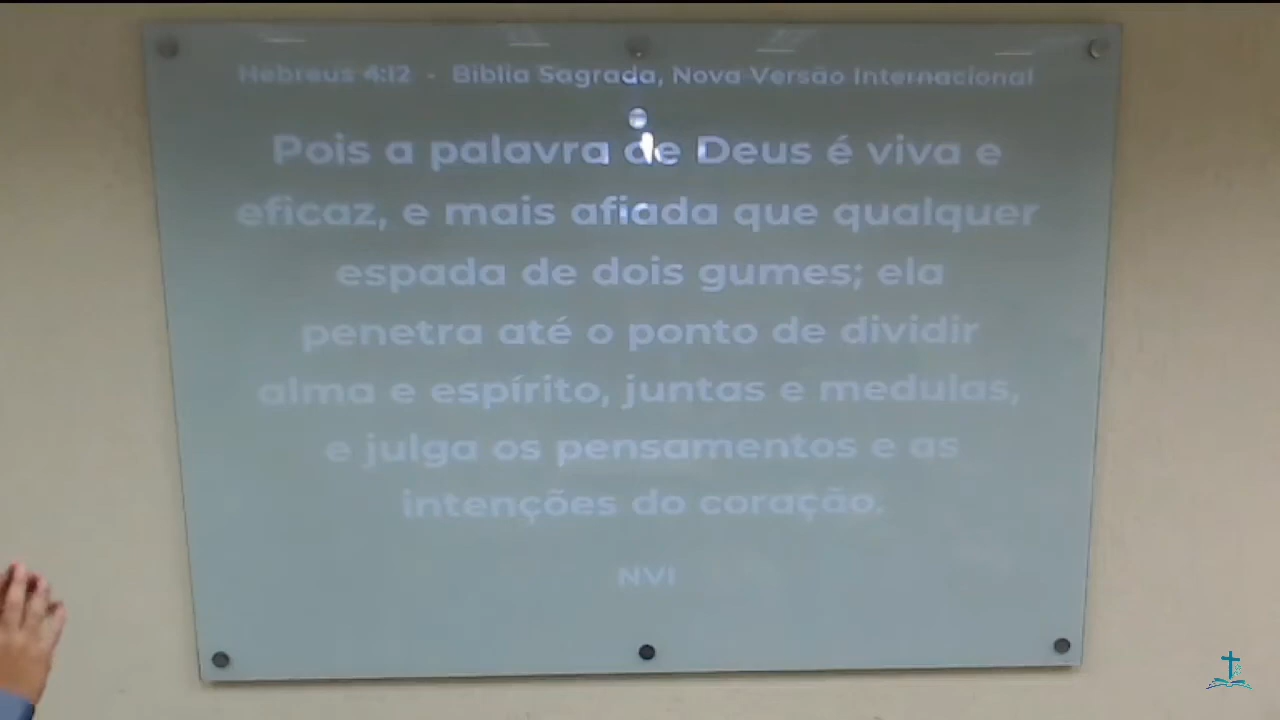 Hebreus 4:12 - Bíblia Sagrada, Nova Versão Internacional
Pois a palavra de Deus é viva e
eficaz, e mais afiada que qualquer
espada de dois gumes; ela
penetra até o ponto de dividir
alma e espírito, juntas e medulas,
e julga os pensamentos e as
intenções do coração.
NVI